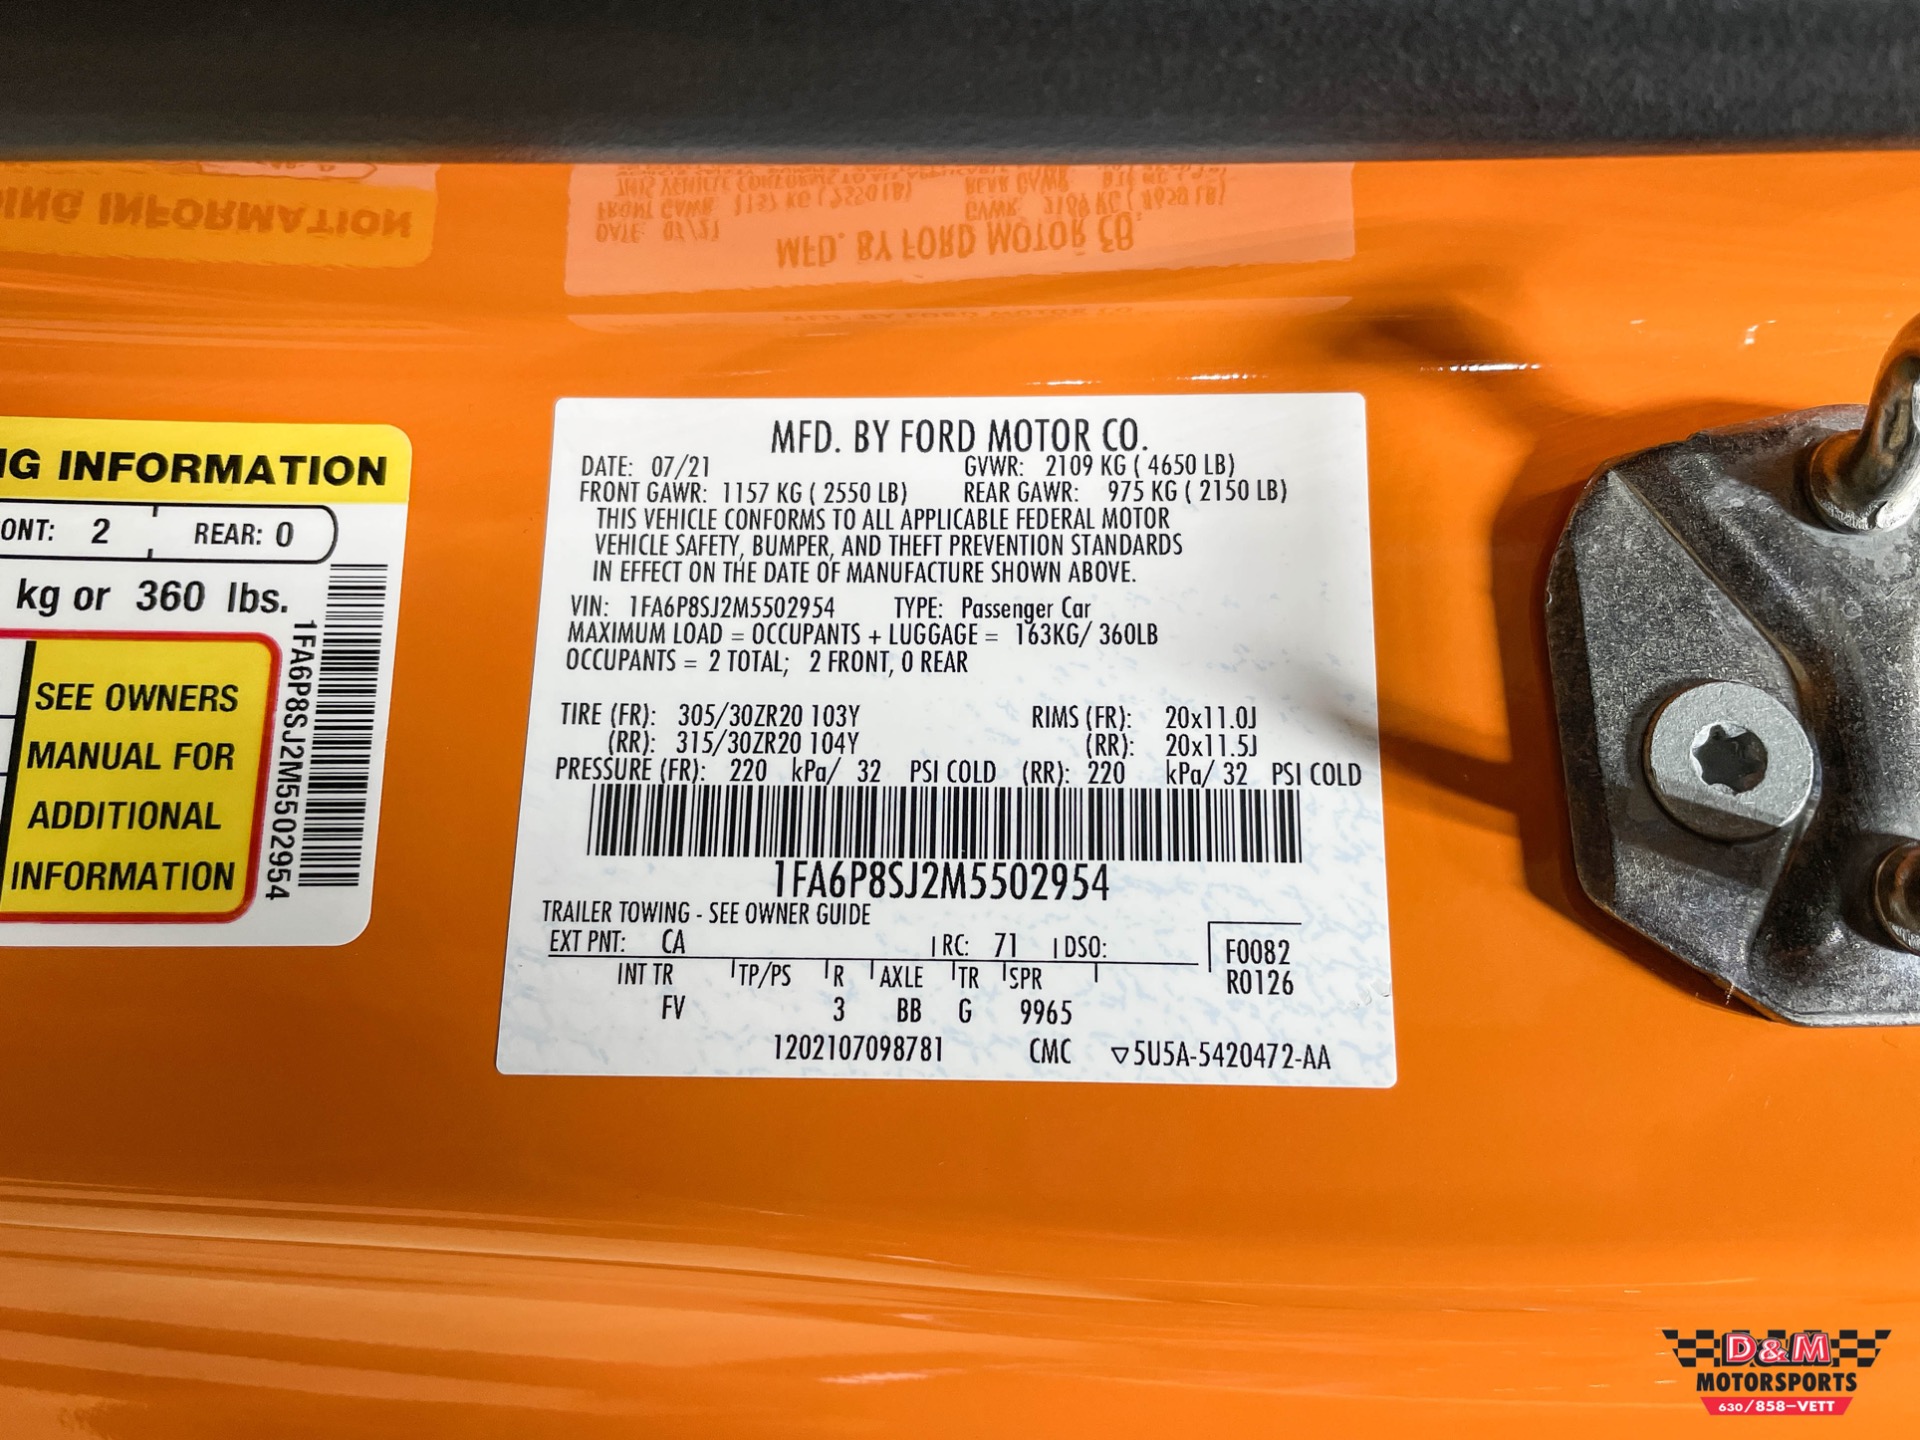 NG INFORMATION
ONT: 2 REAR: 0
kg or 360 lbs.
SEE OWNERS
MANUAL FOR
ADDITIONAL
INFORMATION
1FA6P8SJ2M5502954
MFD. BY FORD MOTOR CO.
DATE: 07/21 GVWR: 2109 KG ( 4650 LB)
FRONT GAWR: 1157 KG ( 2550 LB) REAR GAWR: 975 KG ( 2150 LB)
THIS VEHICLE CONFORMS TO ALL APPLICABLE FEDERAL MOTOR
VEHICLE SAFETY, BUMPER, AND THEFT PREVENTION STANDARDS
IN EFFECT ON THE DATE OF MANUFACTURE SHOWN ABOVE.
VIN: 1FA6P8SJ2M5502954 TYPE: Passenger Car
MAXIMUM LOAD = OCCUPANTS + LUGGAGE = 163KG/ 360LB
OCCUPANTS = 2 TOTAL; 2 FRONT, 0 REAR
TIRE (FR): 305/30ZR20 103Y RIMS (FR): 20x11.0J
(RR): 315/30ZR20 104Y (RR): 20x11.5J
PRESSURE (FR): 220 kPa/ 32 PSI COLD (RR): 220 kPa/ 32 PSI COLD
1FA6P8SJ2M5502954
TRAILER TOWING - SEE OWNER GUIDE
EXT PNT: CA RC: 71 DSO: F0082
R0126
INT TR TP/PS R AXLE TR SPR
FV 3 BB G 9965
1202107098781 CMC ▽5U5A-5420472-AA
D&M
MOTORSPORTS
630/858-VETT